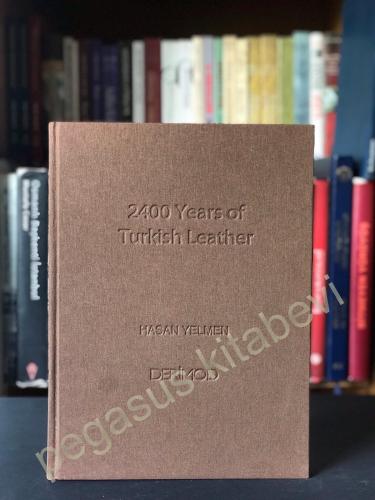 2400 Years of
Turkish Leather
HASAN YELMEN
DERİMOD
pegasus-kitabevi